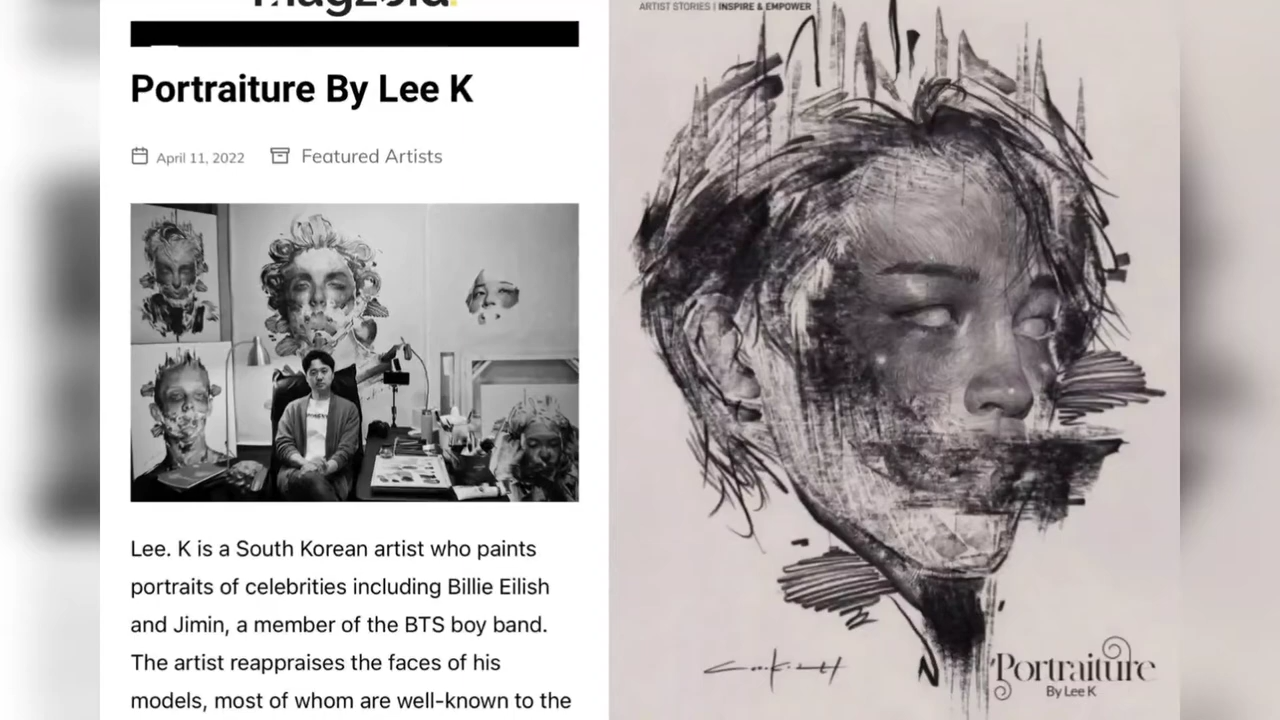 Portraiture By Lee K
April 11, 2022 Featured Artists
Lee. K is a South Korean artist who paints
portraits of celebrities including Billie Eilish
and Jimin, a member of the BTS boy band.
The artist reappraises the faces of his
models, most of whom are well-known to the
ARTIST STORIES | INSPIRE & EMPOWER
Portraiture
By Lee K